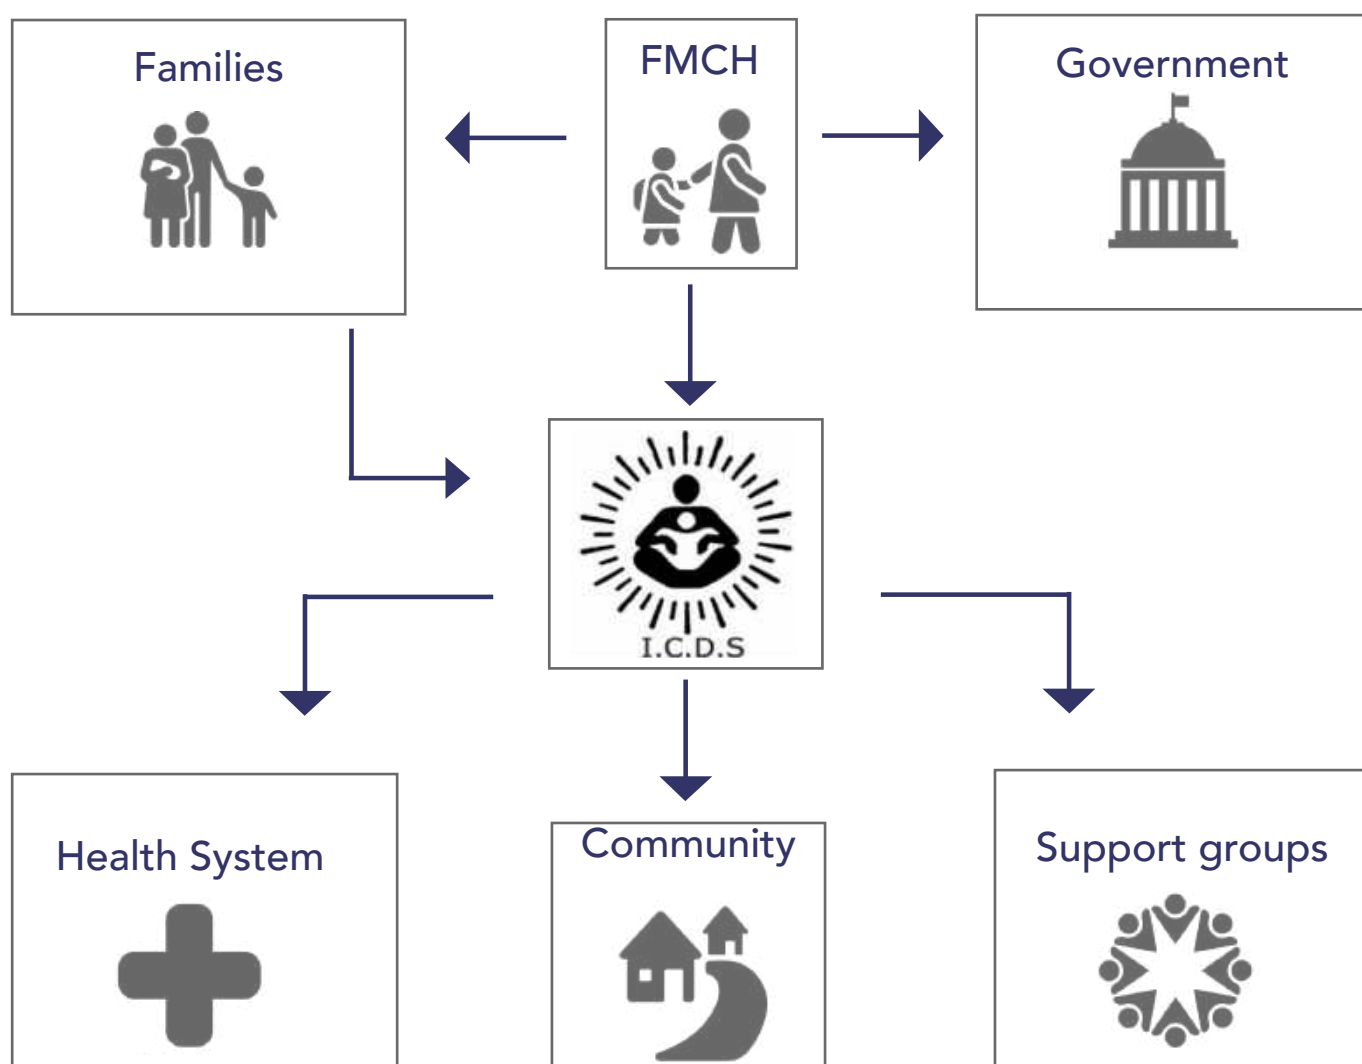 Families
FMCH
Government
I.C.D.S
Health System
Community
Support groups